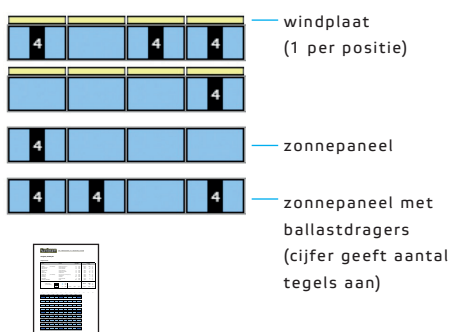 windplaat
(1 per positie)
4 4 4
4
4
zonnepaneel
4 4 4
zonnepaneel met
ballastdragers
(cijfer geeft aantal
tegels aan)